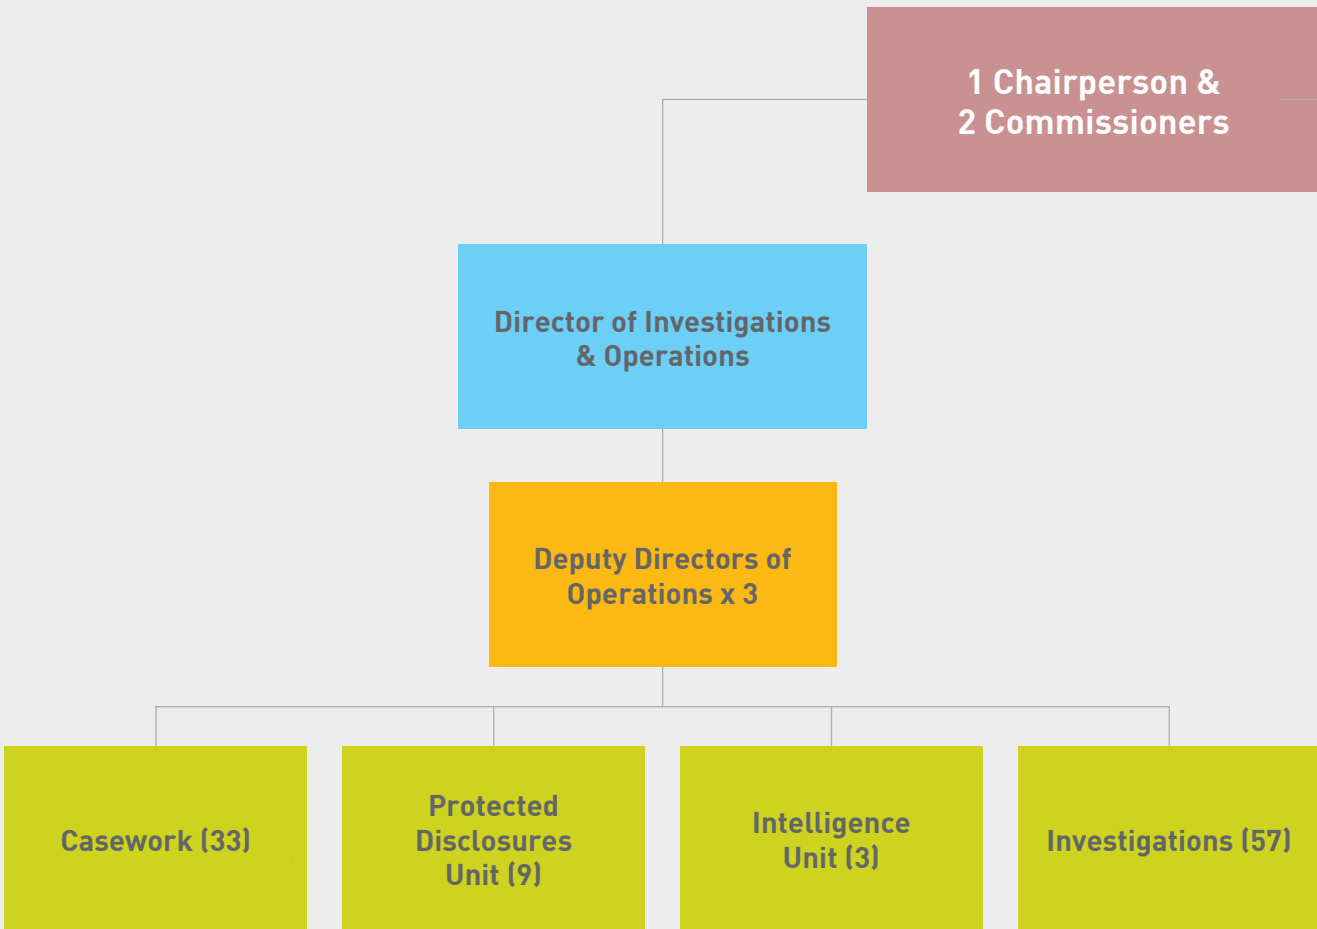 1 Chairperson &
2 Commissioners
Director of Investigations
& Operations
Deputy Directors of
Operations x 3
Casework (33)
Protected
Disclosures
Unit (9)
Intelligence
Unit (3)
Investigations (57)